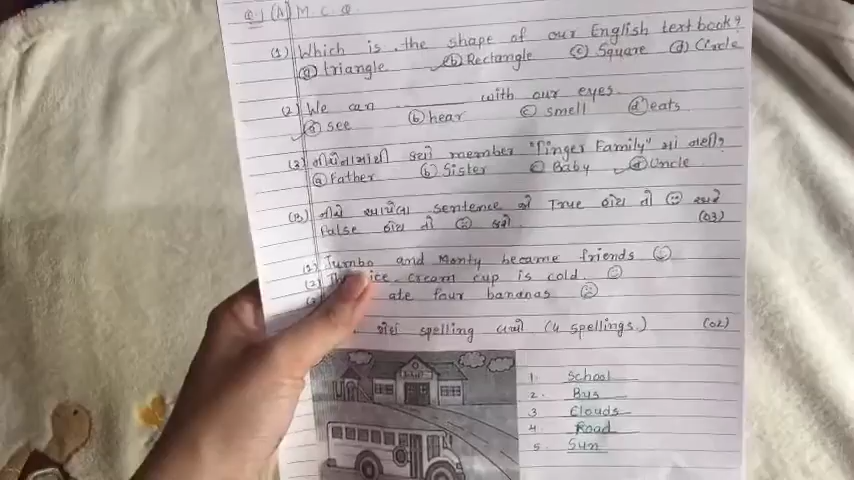 Q.1 (A) M.C.Q
(1) Which is the shape of our English textbook?
(a) triangle (b) Rectangle (c) Square (d) Circle
(2) We can ______ with our eyes.
(a) see (b) hear (c) smell (d) eats
(3) નીચેનામાંથી કયો member "Finger Family" માં નથી?
(a) Father (b) Sister (c) Baby (d) Uncle
(B) નીચે આપેલા sentence જો True હોય તો ☺ અને (03)
False હોય તો ☹ કરો.
(1) Jumbo and Monty became friends ☺
(2) The ice-cream cup is cold. ☺
ate four bananas ☹
spelling લખો (4 spellings.) (02)
SCHOOL
1. School
2. Bus
3 Clouds
4 Road
5. Sun